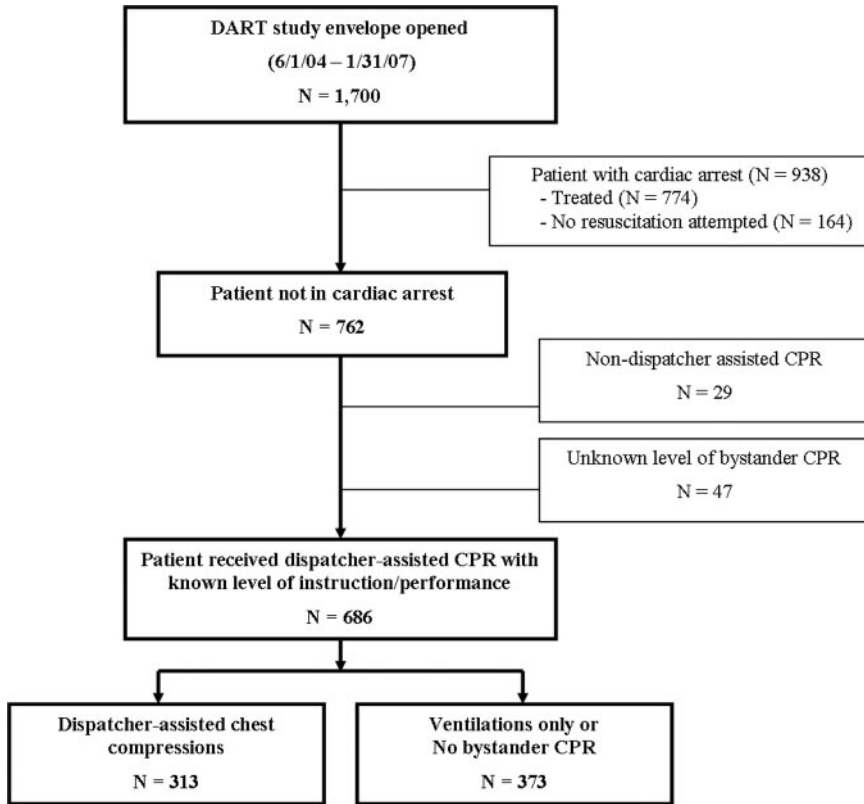 DART study envelope opened
(6/1/04 – 1/31/07)
N = 1,700
Patient with cardiac arrest (N = 938)
- Treated (N = 774)
- No resuscitation attempted (N = 164)
Patient not in cardiac arrest
N = 762
Non-dispatcher assisted CPR
N = 29
Unknown level of bystander CPR
N = 47
Patient received dispatcher-assisted CPR with
known level of instruction/performance
N = 686
Dispatcher-assisted chest
compressions
N = 313
Ventilations only or
No bystander CPR
N = 373